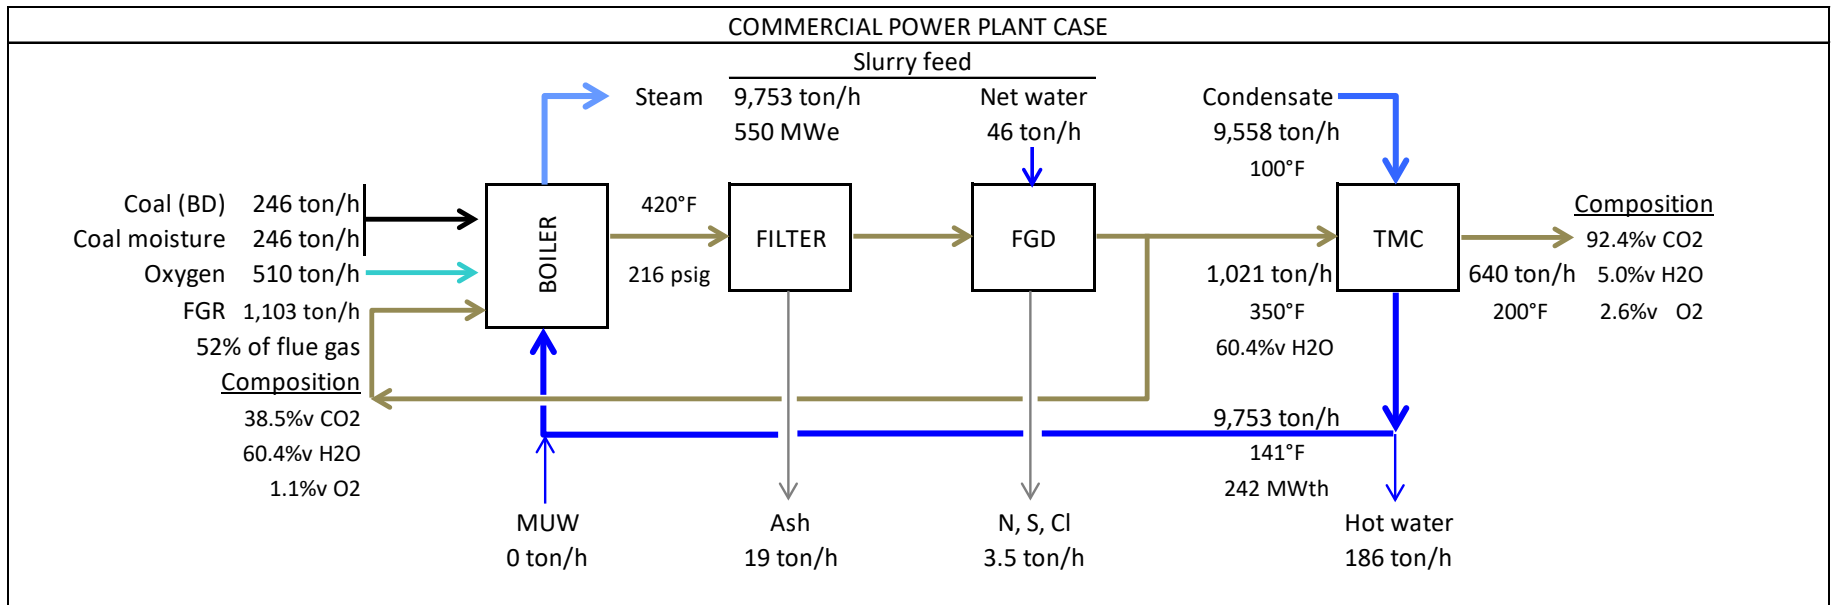 COMMERCIAL POWER PLANT CASE
Slurry feed
Steam 9,753 ton/h Net water Condensate
550 MWe 46 ton/h 9,558 ton/h
100°F
Coal (BD) 246 ton/h 420°F Composition
Coal moisture 246 ton/h BOILER FILTER FGD TMC 92.4%v CO2
Oxygen 510 ton/h 216 psig 1,021 ton/h 640 ton/h 5.0%v H2O
FGR 1,103 ton/h 350°F 200°F 2.6%v O2
52% of flue gas 60.4%v H2O
Composition
38.5%v CO2 9,753 ton/h
60.4%v H2O 141°F
1.1%v O2 242 MWth
MUW Ash N, S, Cl Hot water
0 ton/h 19 ton/h 3.5 ton/h 186 ton/h